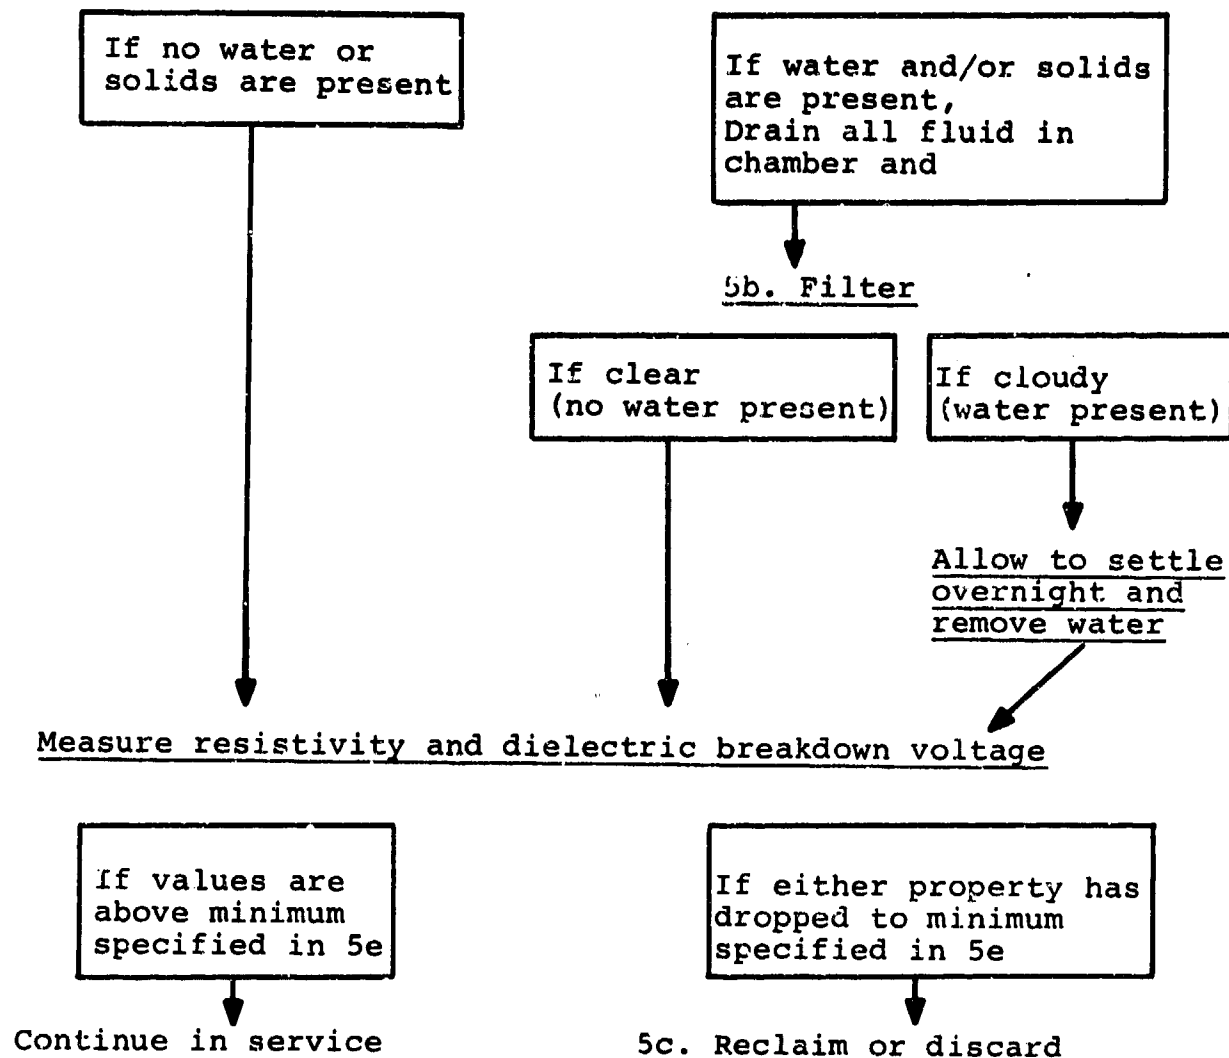 If no water or
solids are present
If water and/or solids
are present,
Drain all fluid in
chamber and
5b. Filter
If clear
(no water present)
If cloudy
(water present)
Allow to settle
overnight and
remove water
Measure resistivity and dielectric breakdown voltage
If values are
above minimum
specified in 5e
If either property has
dropped to minimum
specified in 5e
Continue in service
5c. Reclaim or discard